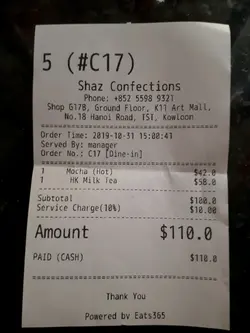 5 (#C17)
Shaz Confections
Phone: +852 5598 9321
Shop G17B, Ground Floor, K11 Art Mall,
No.18 Hanoi Road, TST, Kowloon
Order Time: 2019-10-31 15:08:41
Served By: manager
Order No.: C17 [Dine-in]
1 Mocha (Hot) $42.0
1 HK Milk Tea $58.0
Subtotal $100.0
Service Charge(10%) $10.00
Amount $110.0
PAID (CASH) $110.0
Thank You
Powered by Eats365